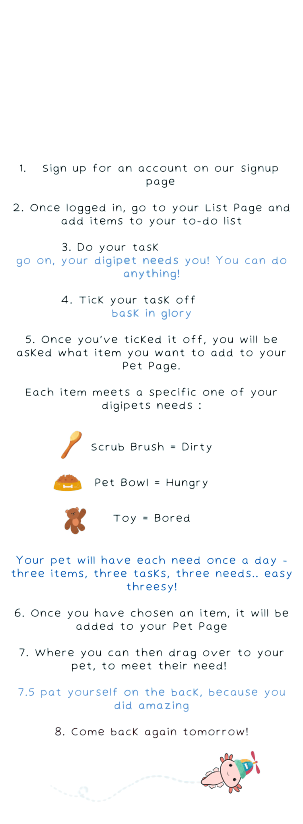 1. Sign up for an account on our signup
page
2. Once logged in, go to your List Page and
add items to your to-do list
3. Do your task
go on, your digipet needs you! You can do
anything!
4. Tick your task off
bask in glory
5. Once you've ticked it off, you will be
asked what item you want to add to your
Pet Page.
Each item meets a specific one of your
digipets needs :
Scrub Brush = Dirty
Pet Bowl = Hungry
Toy = Bored
Your pet will have each need once a day -
three items, three tasks, three needs.. easy
threesy!
6. Once you have chosen an item, it will be
added to your Pet Page
7. Where you can then drag over to your
pet, to meet their need!
7.5 pat yourself on the back, because you
did amazing
8. Come back again tomorrow!